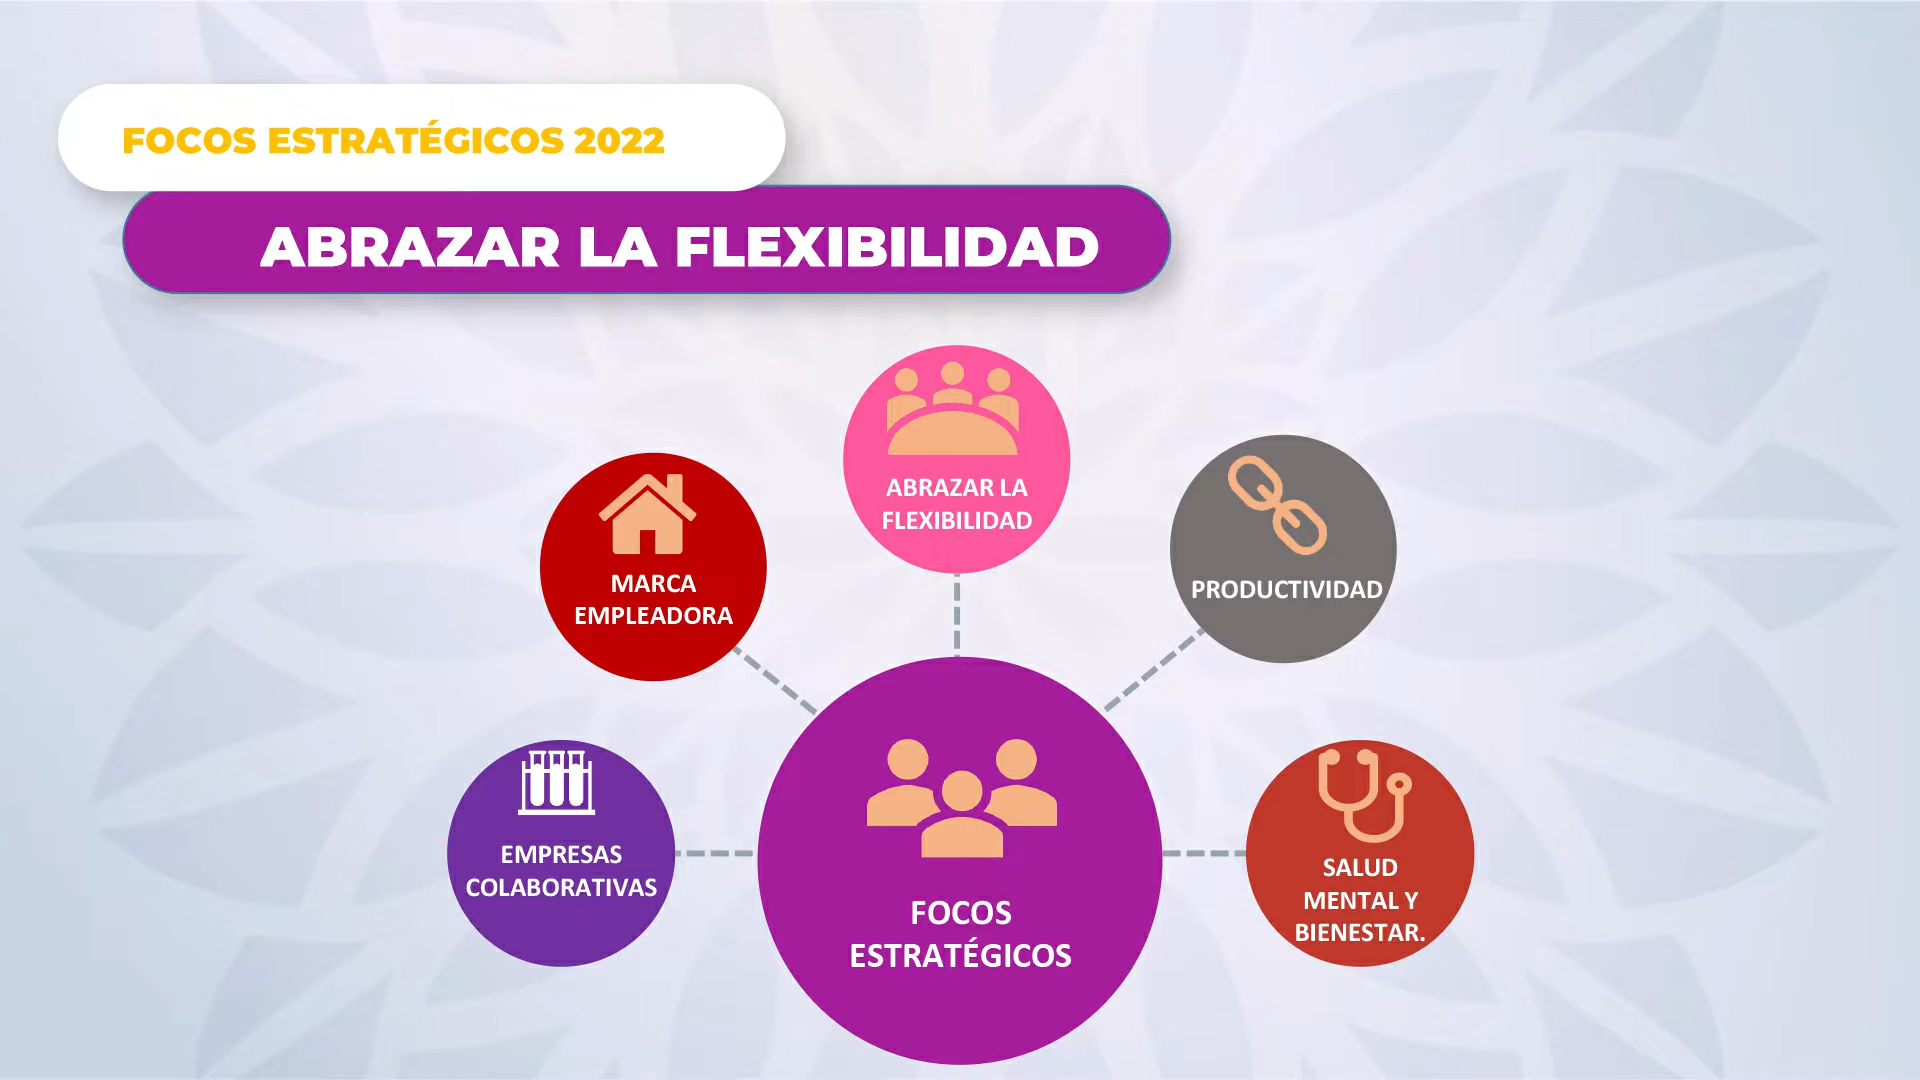 FOCOS ESTRATÉGICOS 2022
ABRAZAR LA FLEXIBILIDAD
ABRAZAR LA
FLEXIBILIDAD
MARCA
EMPLEADORA
PRODUCTIVIDAD
EMPRESAS
COLABORATIVAS
FOCOS
ESTRATÉGICOS
SALUD
MENTAL Y
BIENESTAR.